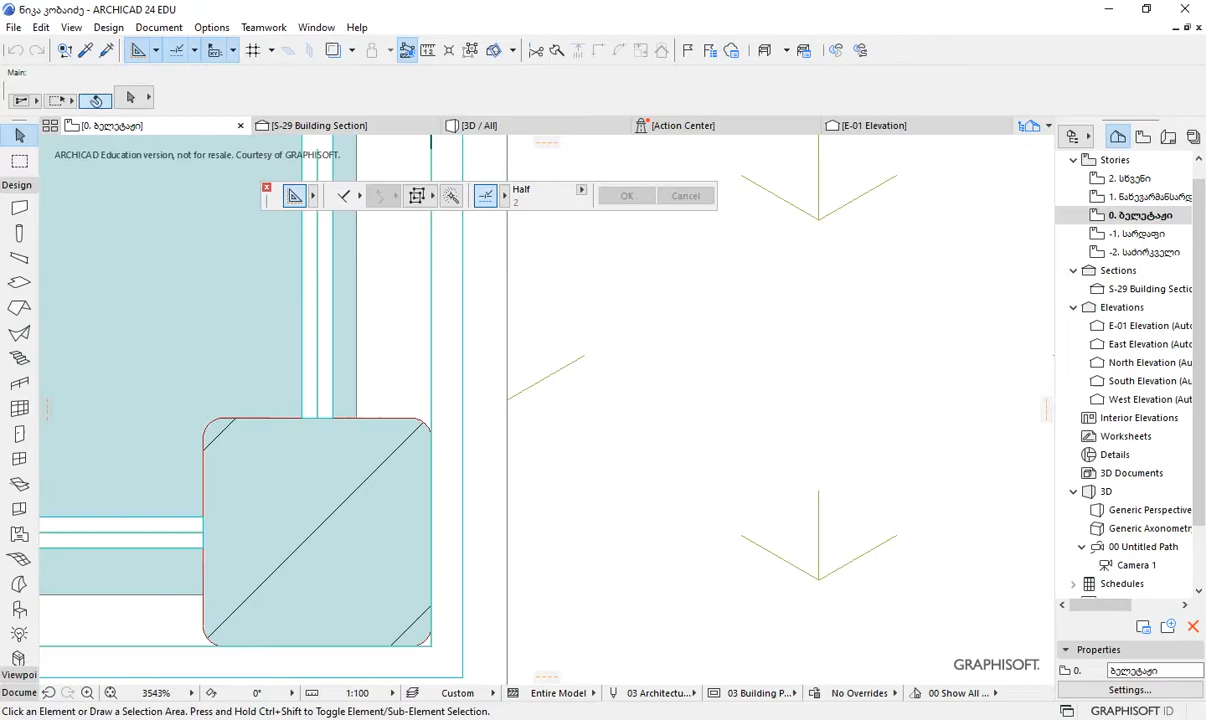 ნიკა კობაიძე - ARCHICAD 24 EDU
File Edit View Design Document Options Teamwork Window Help
Main:
[0. ბელეტაჟი] [S-29 Building Section] [3D / All] [Action Center] [E-01 Elevation]
ARCHICAD Education version, not for resale. Courtesy of GRAPHISOFT.
Design
Half
2
OK Cancel
Stories
2. სხვენი
1. ნახევარმანსარდ
0. ბელეტაჟი
-1. სარდაფი
-2. საძირკველი
Sections
S-29 Building Sectio
Elevations
E-01 Elevation (Auto
East Elevation (Aut
North Elevation (Au
South Elevation (Au
West Elevation (Aut
Interior Elevations
Worksheets
Details
3D Documents
3D
Generic Perspective
Generic Axonometr
00 Untitled Path
Camera 1
Schedules
GRAPHISOFT.
Properties
0. ბელეტაჟი
Settings...
Viewpoi
Docume 3543% 0° 1:100 Custom Entire Model 03 Architectu... 03 Building P... No Overrides 00 Show All ...
Click an Element or Draw a Selection Area. Press and Hold Ctrl+Shift to Toggle Element/Sub-Element Selection.
GRAPHISOFT ID